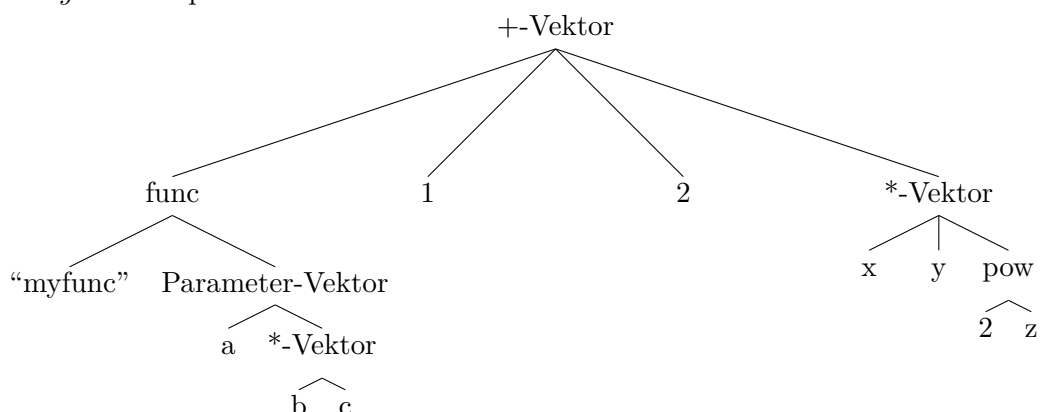 +-Vektor
func 1 2 *-Vektor
“myfunc” Parameter-Vektor x y pow
a *-Vektor 2 z
b c